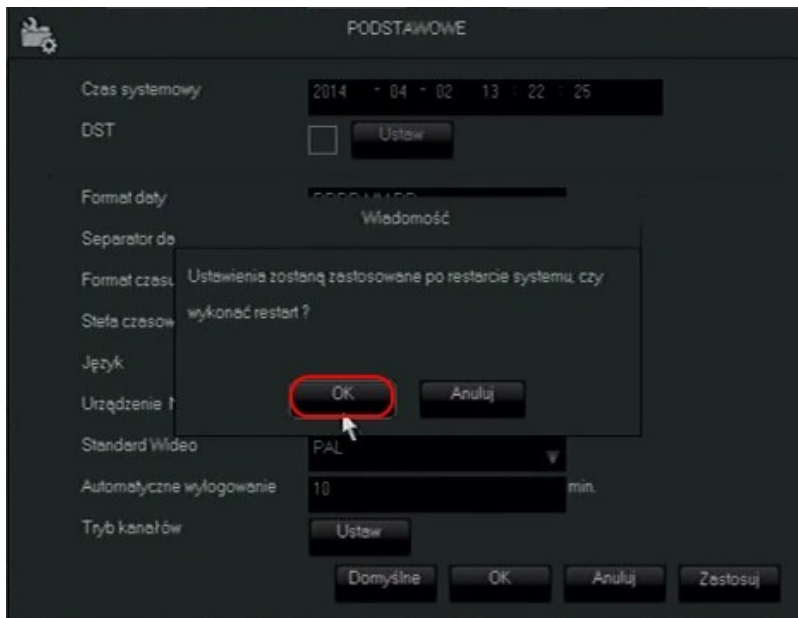 PODSTAWOWE
Czas systemowy 2014 - 04 - 02 13 : 22 : 25
DST Ustaw
Format daty
Wiadomość
Separator da
Format czasu
Ustawienia zostaną zastosowane po restarcie systemu, czy
wykonać restart ?
Stefa czasow
Język
OK Anuluj
Urządzenie N
Standard Wideo PAL
Automatyczne wylogowanie 10 min.
Tryb kanałów Ustaw
Domyślne OK Anuluj Zastosuj